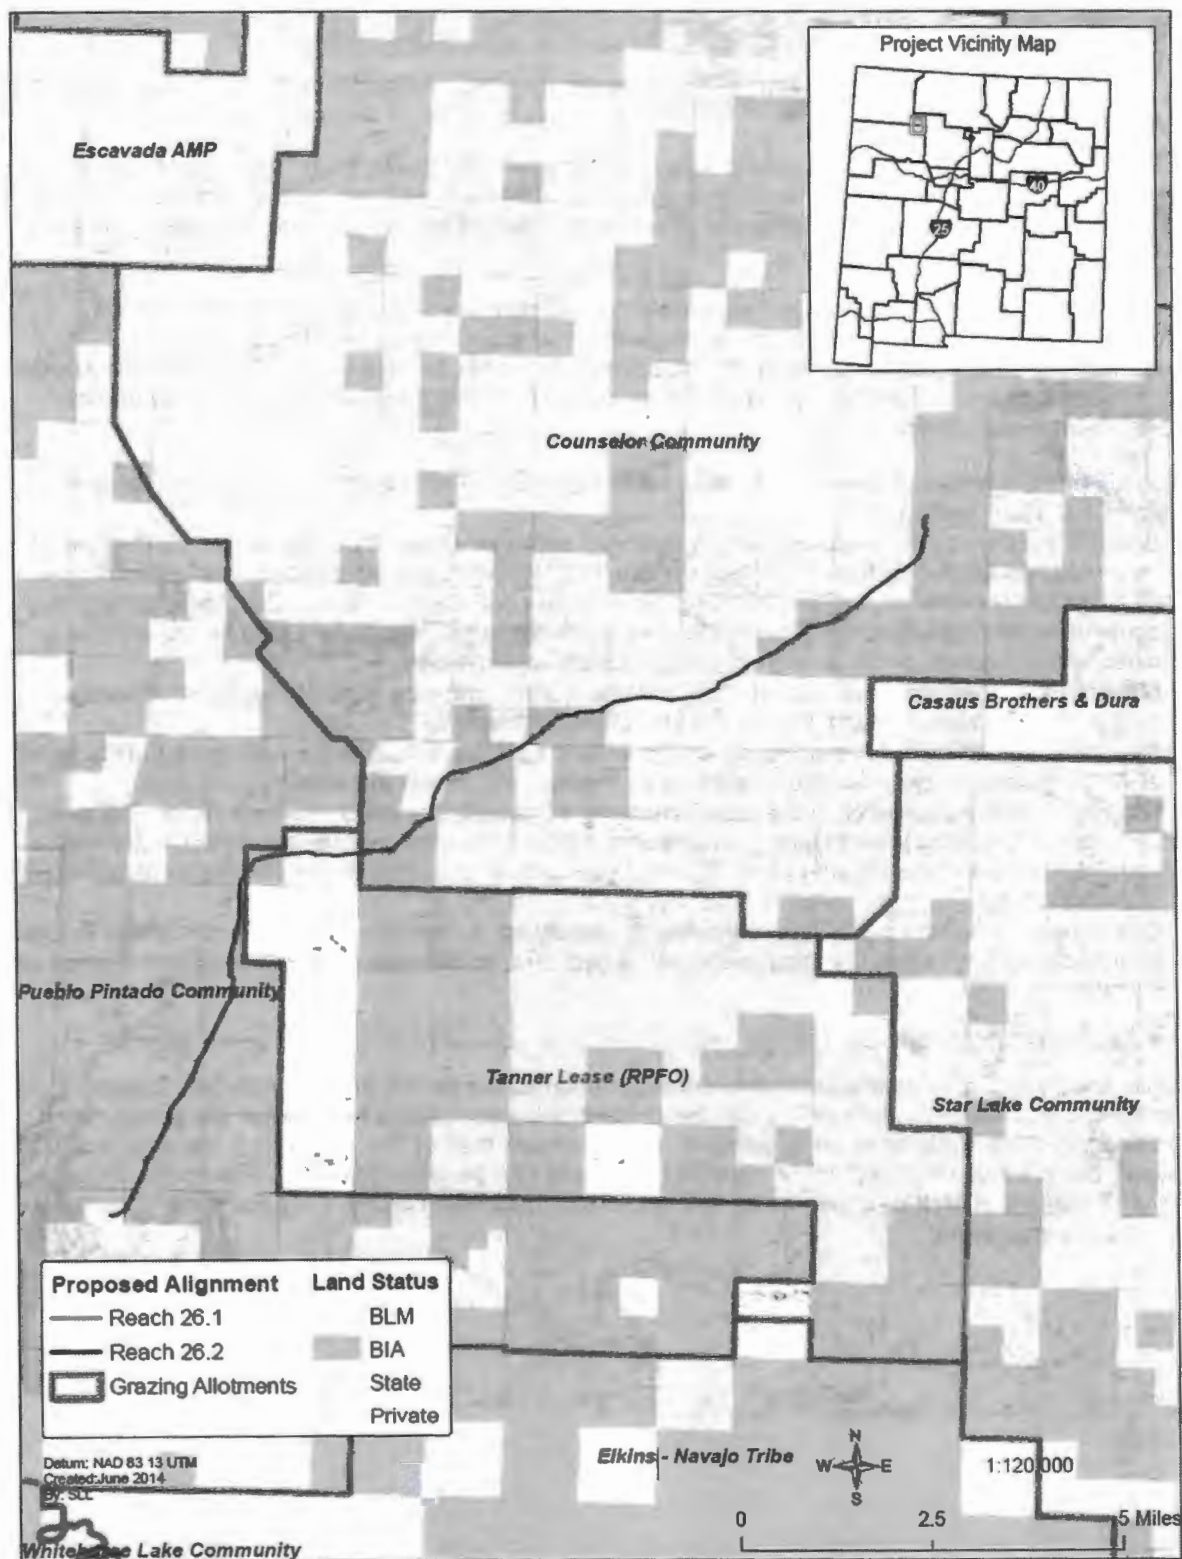 Project Vicinity Map
40
25
Escavada AMP
Counselor Community
Casaus Brothers & Dura
Pueblo Pintado Community
Tanner Lease (RPFO)
Star Lake Community
Proposed Alignment
Reach 26.1
Reach 26.2
Grazing Allotments
Land Status
BLM
BIA
State
Private
Datum: NAD 83 13 UTM
Created:June 2014
By: SLL
Elkins - Navajo Tribe
N
W E
S
1:120,000
0 2.5 5 Miles
Whitehorse Lake Community